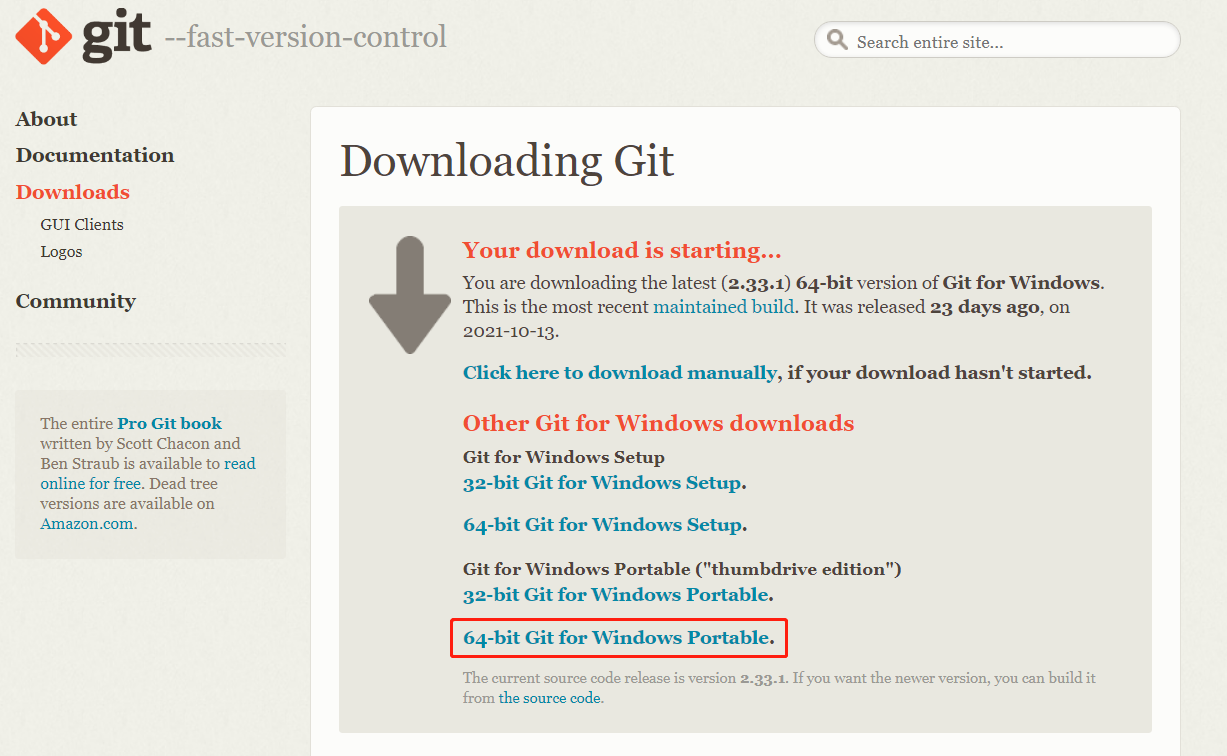 git --fast-version-control
Search entire site...
About
Documentation
Downloads
GUI Clients
Logos
Community
The entire Pro Git book
written by Scott Chacon and
Ben Straub is available to read
online for free. Dead tree
versions are available on
Amazon.com.
Downloading Git
Your download is starting...
You are downloading the latest (2.33.1) 64-bit version of Git for Windows.
This is the most recent maintained build. It was released 23 days ago, on
2021-10-13.
Click here to download manually, if your download hasn't started.
Other Git for Windows downloads
Git for Windows Setup
32-bit Git for Windows Setup.
64-bit Git for Windows Setup.
Git for Windows Portable ("thumbdrive edition")
32-bit Git for Windows Portable.
64-bit Git for Windows Portable.
The current source code release is version 2.33.1. If you want the newer version, you can build it
from the source code.